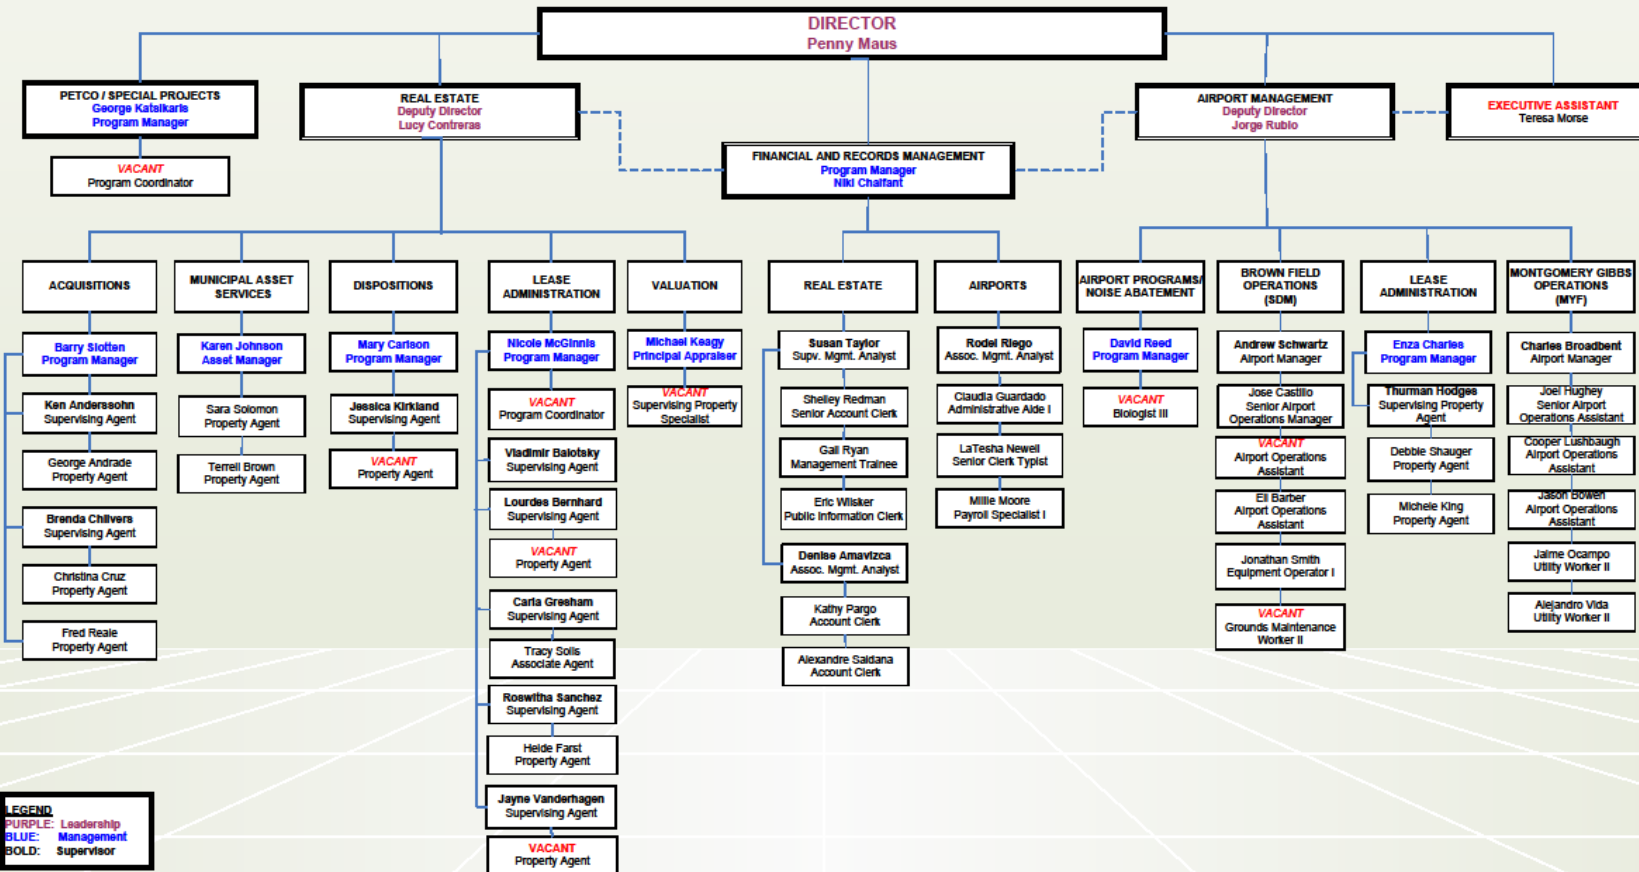 DIRECTOR
Penny Maus
PETCO / SPECIAL PROJECTS
George Katsikaris
Program Manager
VACANT
Program Coordinator
REAL ESTATE
Deputy Director
Lucy Contreras
FINANCIAL AND RECORDS MANAGEMENT
Program Manager
Niki Chalfant
AIRPORT MANAGEMENT
Deputy Director
Jorge Rubio
EXECUTIVE ASSISTANT
Teresa Morse
ACQUISITIONS
Barry Slotten
Program Manager
Ken Anderssohn
Supervising Agent
George Andrade
Property Agent
Brenda Chilvers
Supervising Agent
Christina Cruz
Property Agent
Fred Reale
Property Agent
MUNICIPAL ASSET
SERVICES
Karen Johnson
Asset Manager
Sara Solomon
Property Agent
Terrell Brown
Property Agent
DISPOSITIONS
Mary Carlson
Program Manager
Jessica Kirkland
Supervising Agent
VACANT
Property Agent
LEASE
ADMINISTRATION
Nicole McGinnis
Program Manager
VACANT
Program Coordinator
Vladimir Balotsky
Supervising Agent
Lourdes Bernhard
Supervising Agent
VACANT
Property Agent
Carla Gresham
Supervising Agent
Tracy Solis
Associate Agent
Roswitha Sanchez
Supervising Agent
Heide Farst
Property Agent
Jayne Vanderhagen
Supervising Agent
VACANT
Property Agent
VALUATION
Michael Keagy
Principal Appraiser
VACANT
Supervising Property
Specialist
REAL ESTATE
Susan Taylor
Supv. Mgmt. Analyst
Shelley Redman
Senior Account Clerk
Gail Ryan
Management Trainee
Eric Wilsker
Public Information Clerk
Denise Amavizca
Assoc. Mgmt. Analyst
Kathy Pargo
Account Clerk
Alexandre Saldana
Account Clerk
AIRPORTS
Rodel Riego
Assoc. Mgmt. Analyst
Claudia Guardado
Administrative Aide I
LaTesha Newell
Senior Clerk Typist
Millie Moore
Payroll Specialist I
AIRPORT PROGRAMS/
NOISE ABATEMENT
David Reed
Program Manager
VACANT
Biologist III
BROWN FIELD
OPERATIONS
(SDM)
Andrew Schwartz
Airport Manager
Jose Castillo
Senior Airport
Operations Manager
VACANT
Airport Operations
Assistant
Eli Barber
Airport Operations
Assistant
Jonathan Smith
Equipment Operator I
VACANT
Grounds Maintenance
Worker II
LEASE
ADMINISTRATION
Enza Charles
Program Manager
Thurman Hodges
Supervising Property
Agent
Debbie Shauger
Property Agent
Michele King
Property Agent
MONTGOMERY GIBBS
OPERATIONS
(MYF)
Charles Broadbent
Airport Manager
Joel Hughey
Senior Airport
Operations Assistant
Cooper Lushbaugh
Airport Operations
Assistant
Jason Bowen
Airport Operations
Assistant
Jaime Ocampo
Utility Worker II
Alejandro Vida
Utility Worker II
LEGEND
PURPLE: Leadership
BLUE: Management
BOLD: Supervisor